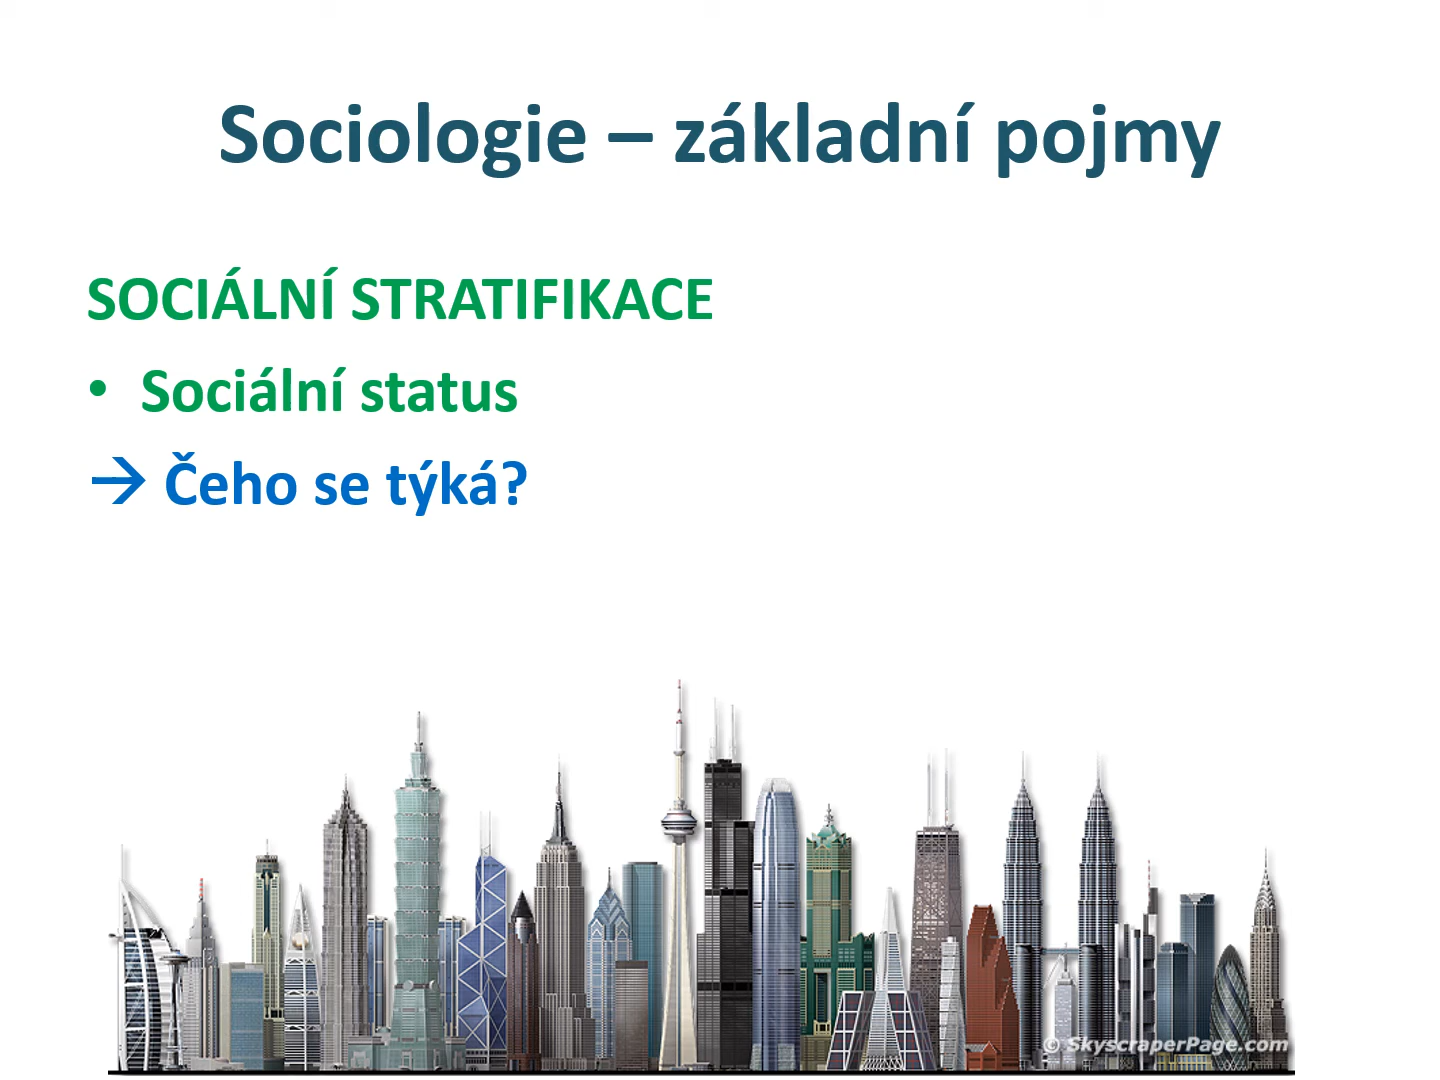 Sociologie – základní pojmy
SOCIÁLNÍ STRATIFIKACE
• Sociální status
→ Čeho se týká?
© SkyscraperPage.com